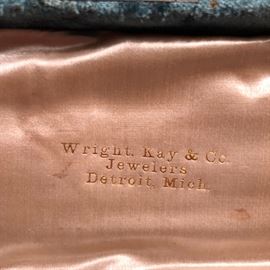 Wright, Kay & Co.
Jewelers
Detroit, Mich.